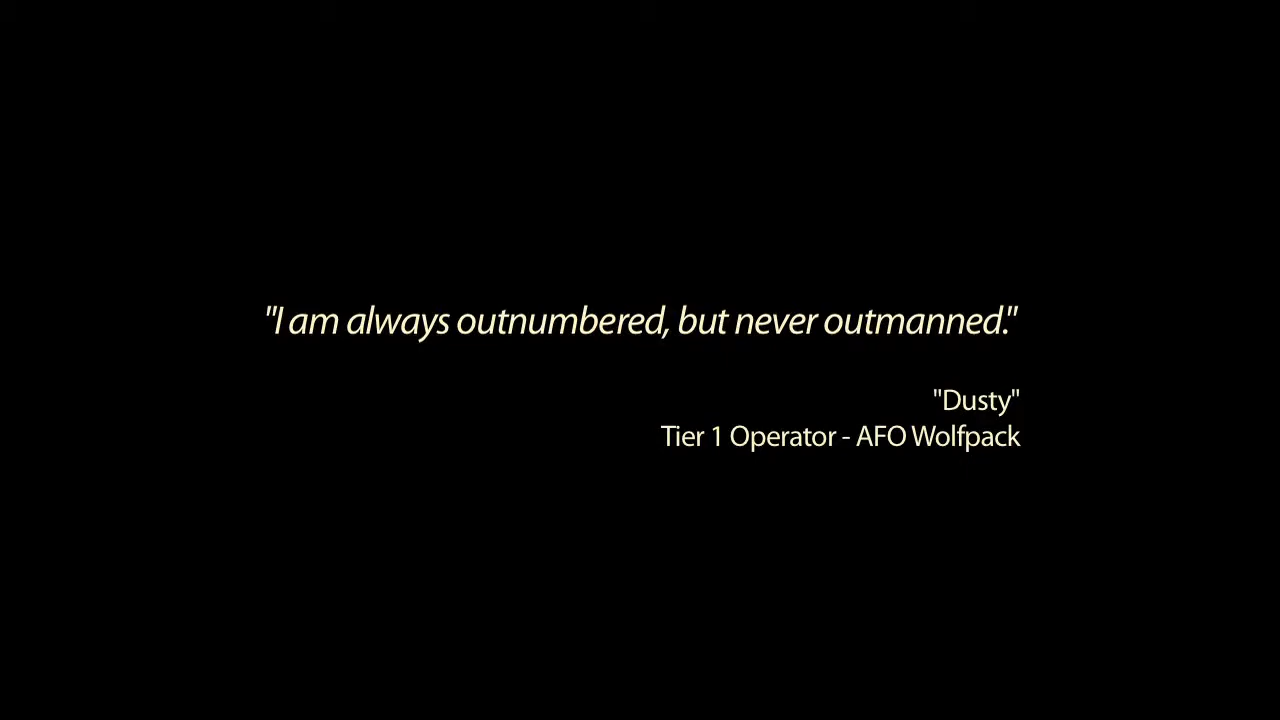 "I am always outnumbered, but never outmanned."
"Dusty"
Tier 1 Operator - AFO Wolfpack